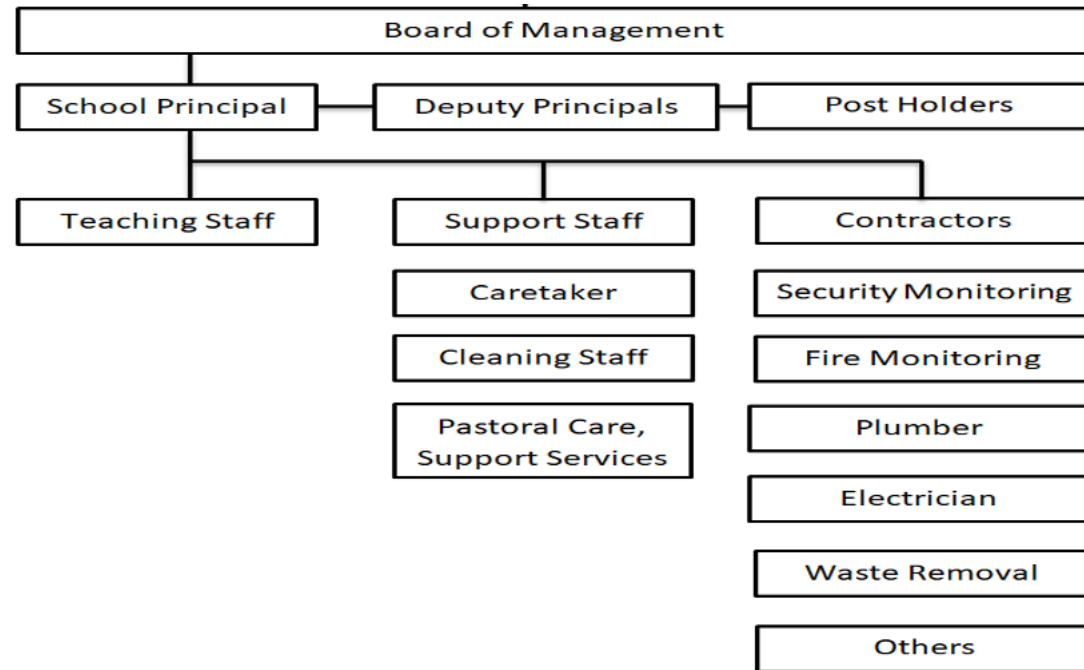 Board of Management
School Principal
Deputy Principals
Post Holders
Teaching Staff
Support Staff
Contractors
Caretaker
Security Monitoring
Cleaning Staff
Fire Monitoring
Pastoral Care,
Support Services
Plumber
Electrician
Waste Removal
Others